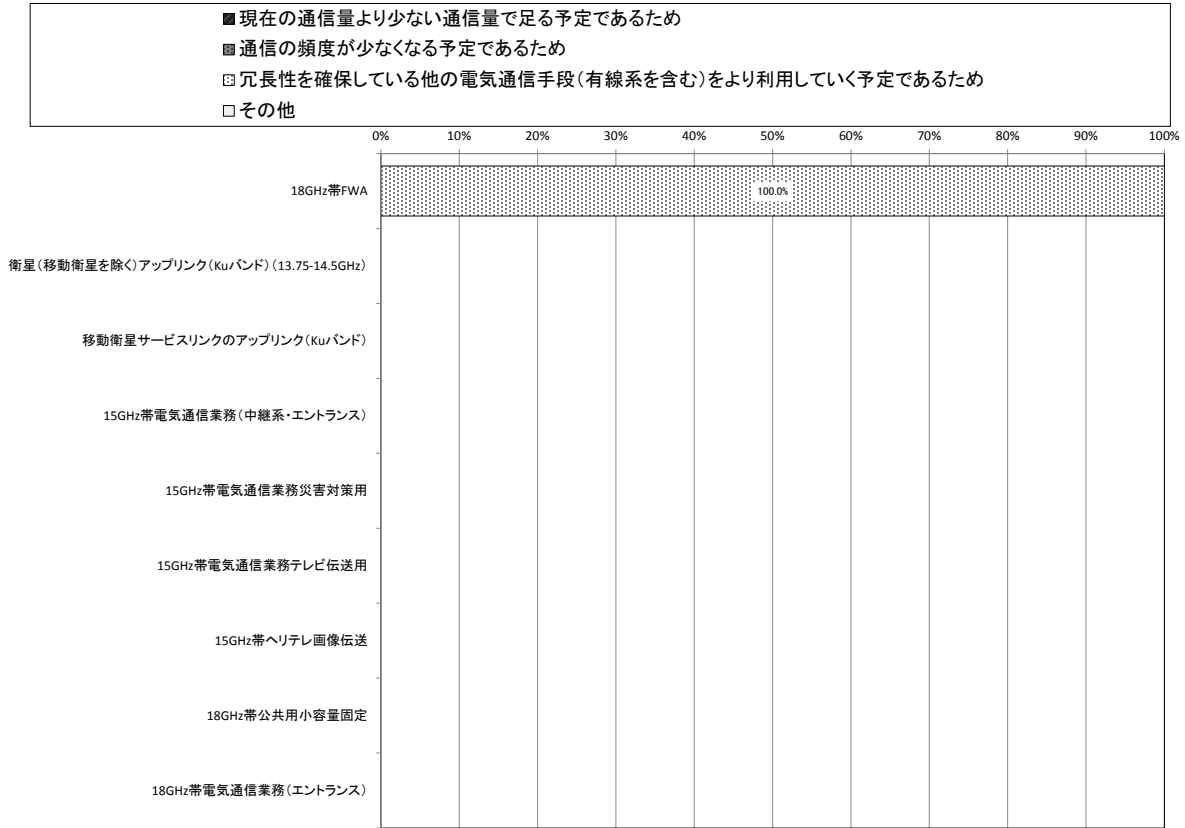 ■現在の通信量より少ない通信量で足る予定であるため
通信の頻度が少なくなる予定であるため
冗長性を確保している他の電気通信手段(有線系を含む)をより利用していく予定であるため
□その他
0% 10% 20% 30% 40% 50% 60% 70% 80% 90% 100%
18GHz帯FWA
100.0%
衛星(移動衛星を除く)アップリンク(Kuバンド)(13.75-14.5GHz)
移動衛星サービスリンクのアップリンク(Kuバンド)
15GHz帯電気通信業務(中継系・エントランス)
15GHz帯電気通信業務災害対策用
15GHz帯電気通信業務テレビ伝送用
15GHz帯ヘリテレ画像伝送
18GHz帯公共用小容量固定
18GHz帯電気通信業務(エントランス)